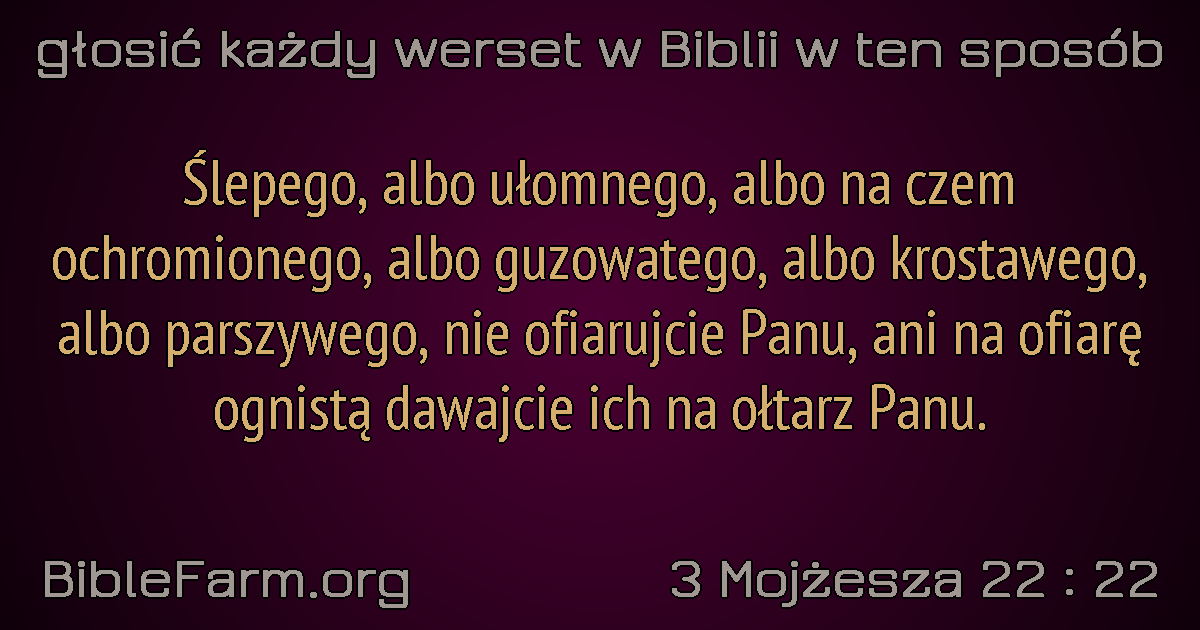 głosić każdy werset w Biblii w ten sposób
Ślepego, albo ułomnego, albo na czem
ochromionego, albo guzowatego, albo krostawego,
albo parszywego, nie ofiarujcie Panu, ani na ofiarę
ognistą dawajcie ich na ołtarz Panu.
BibleFarm.org
3 Mojżesza 22 : 22